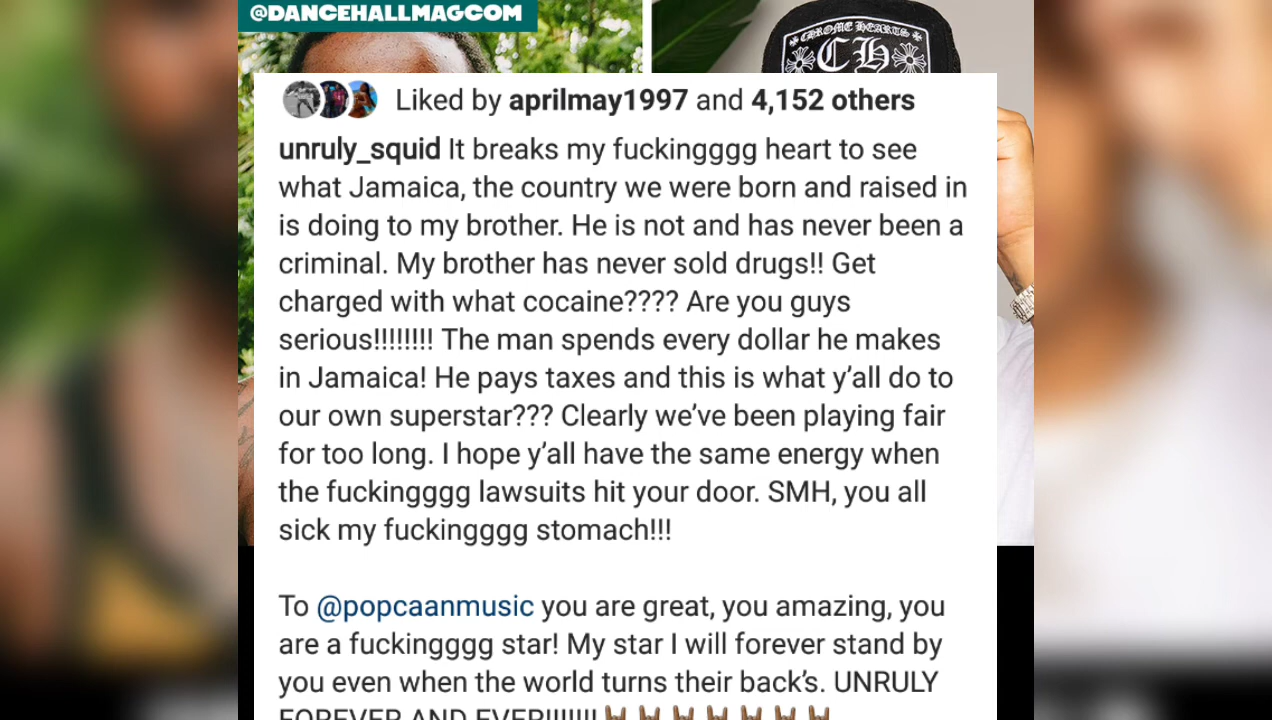 @DANCEHALLMAGCOM
CHROME HEARTS
CH
Liked by aprilmay1997 and 4,152 others
unruly_squid It breaks my fuckingggg heart to see
what Jamaica, the country we were born and raised in
is doing to my brother. He is not and has never been a
criminal. My brother has never sold drugs!! Get
charged with what cocaine???? Are you guys
serious!!!!!!!! The man spends every dollar he makes
in Jamaica! He pays taxes and this is what y’all do to
our own superstar??? Clearly we’ve been playing fair
for too long. I hope y’all have the same energy when
the fuckingggg lawsuits hit your door. SMH, you all
sick my fuckingggg stomach!!!
To @popcaanmusic you are great, you amazing, you
are a fuckingggg star! My star I will forever stand by
you even when the world turns their back’s. UNRULY
FOREVER AND EVER!!!!!!!! 🤘🏾🤘🏾🤘🏾🤘🏾🤘🏾🤘🏾🤘🏾